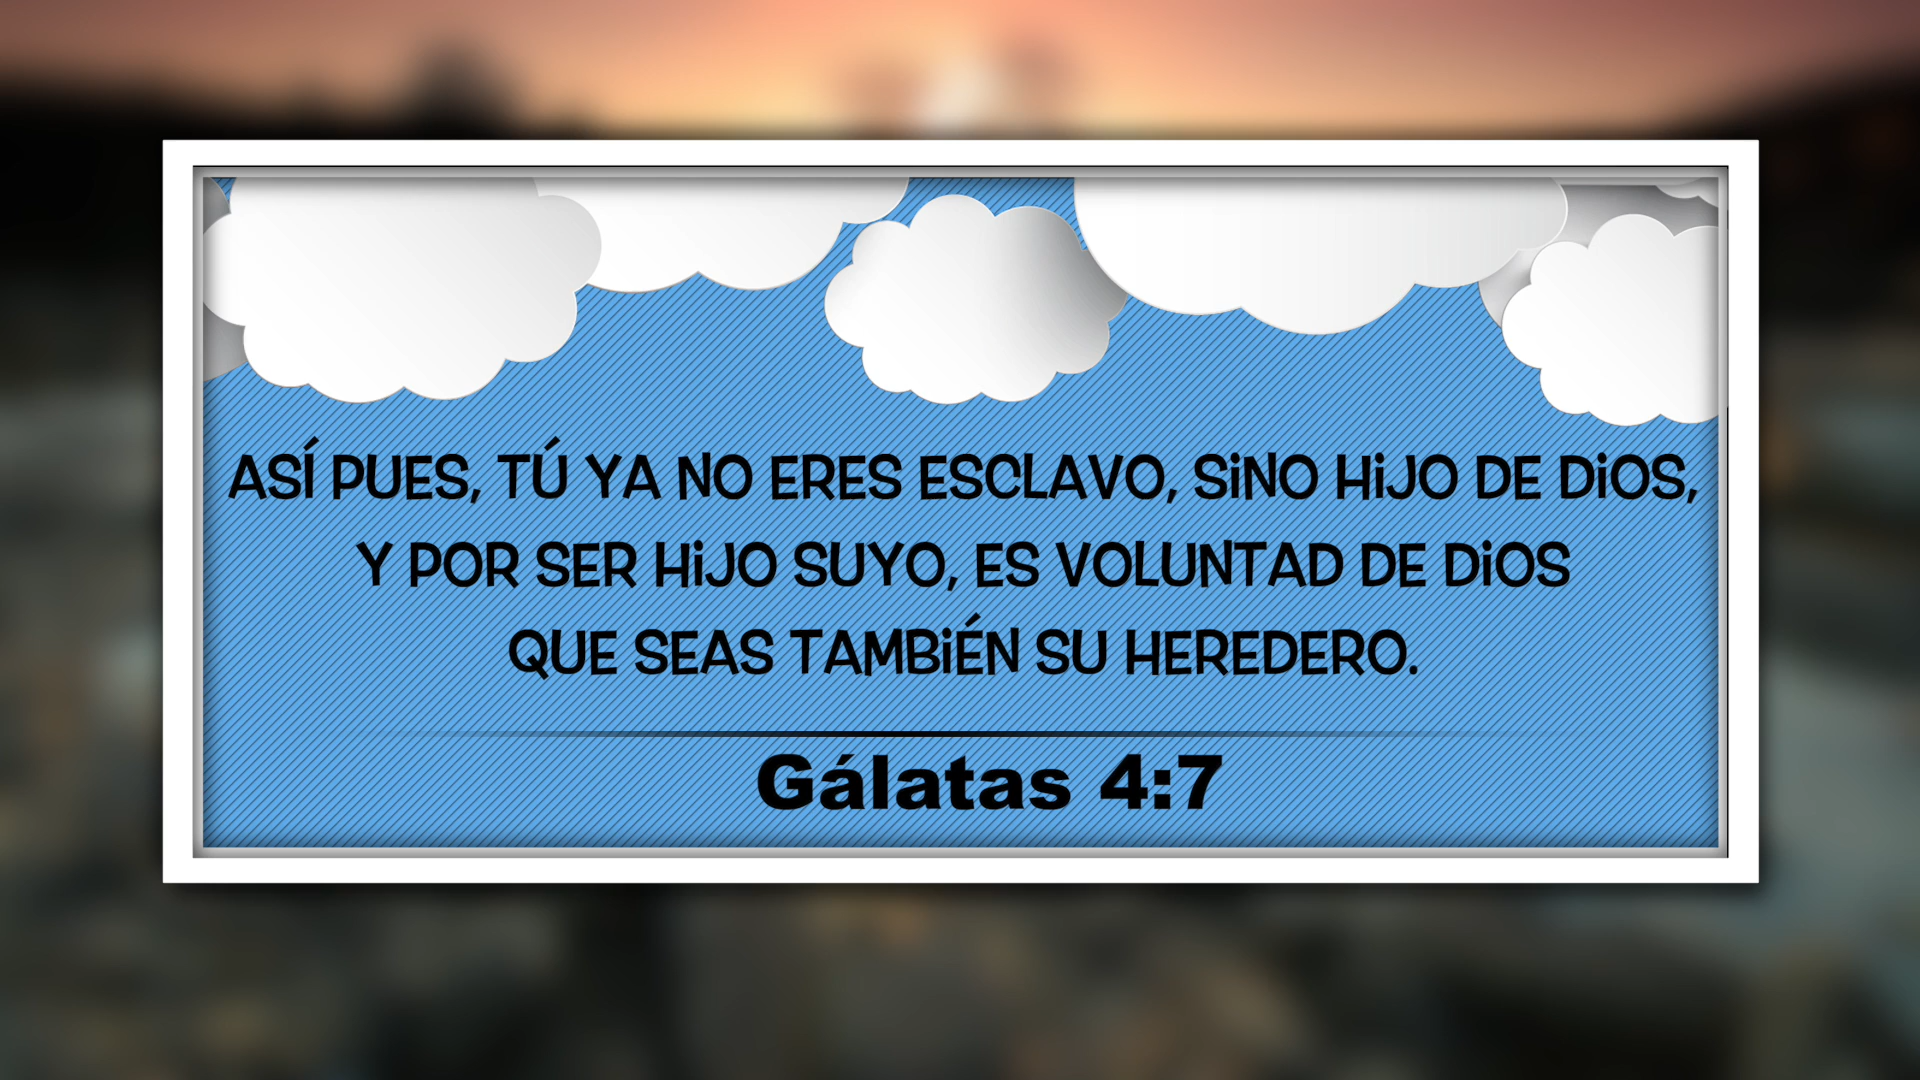 ASÍ PUES, TÚ YA NO ERES ESCLAVO, SiNO HiJO DE DiOS,
Y POR SER HiJO SUYO, ES VOLUNTAD DE DiOS
QUE SEAS TAMBiÉN SU HEREDERO.
Gálatas 4:7